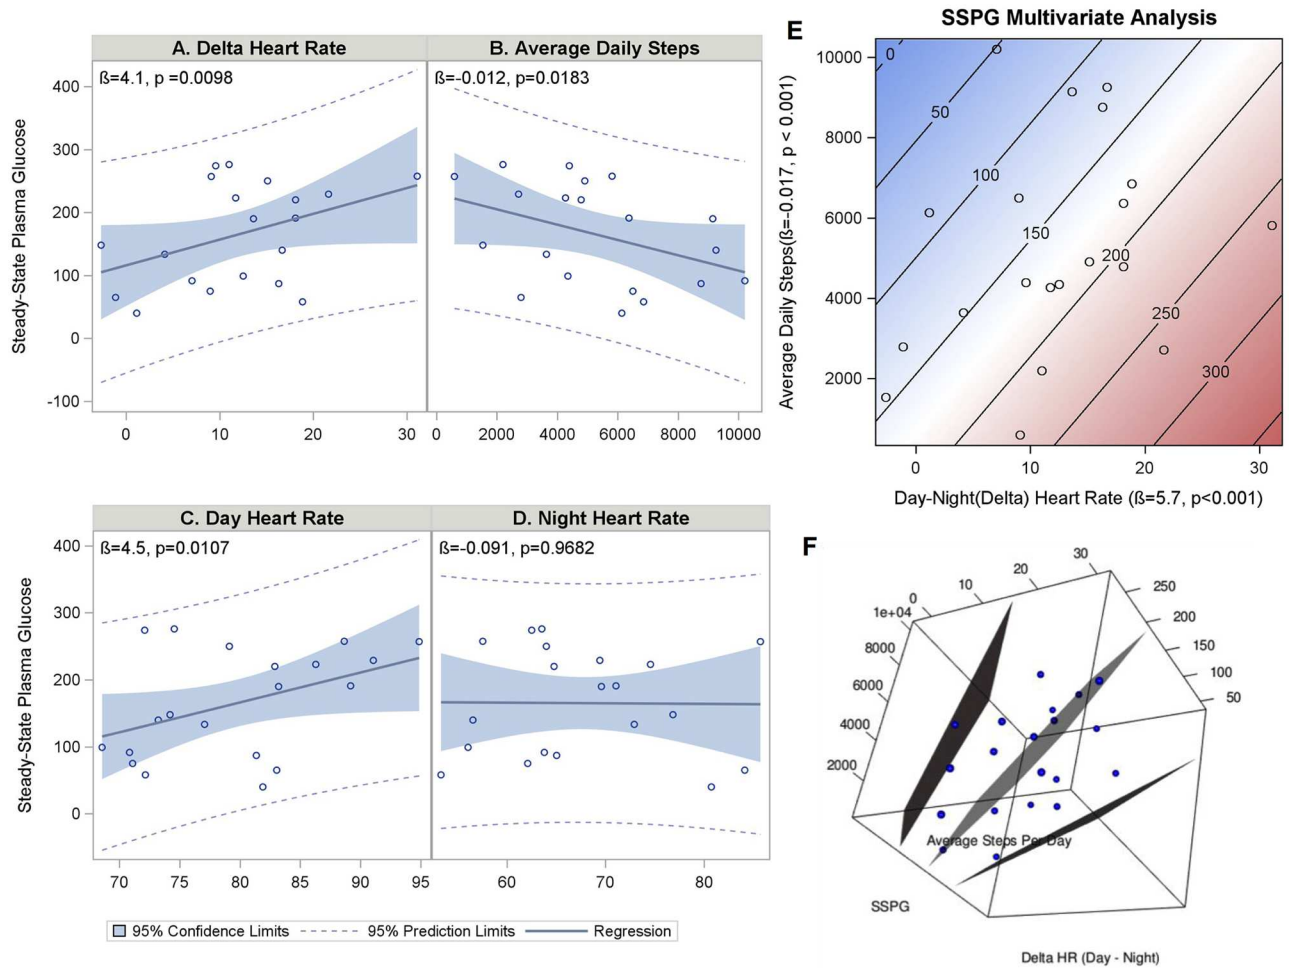 A. Delta Heart Rate
B. Average Daily Steps
ß=4.1, p =0.0098
ß=-0.012, p=0.0183
Steady-State Plasma Glucose
400
300
200
100
0
-100
0 10 20 30
0 2000 4000 6000 8000 10000
C. Day Heart Rate
D. Night Heart Rate
ß=4.5, p=0.0107
ß=-0.091, p=0.9682
Steady-State Plasma Glucose
400
300
200
100
0
70 75 80 85 90 95
60 70 80
95% Confidence Limits 95% Prediction Limits Regression
E
SSPG Multivariate Analysis
Average Daily Steps(ß=-0.017, p < 0.001)
10000
8000
6000
4000
2000
0
50
100
150
200
250
300
0 10 20 30
Day-Night(Delta) Heart Rate (ß=5.7, p<0.001)
F
0 10 20 30
1e+04
8000
6000
4000
2000
250
200
150
100
50
Average Steps Per Day
SSPG
Delta HR (Day - Night)